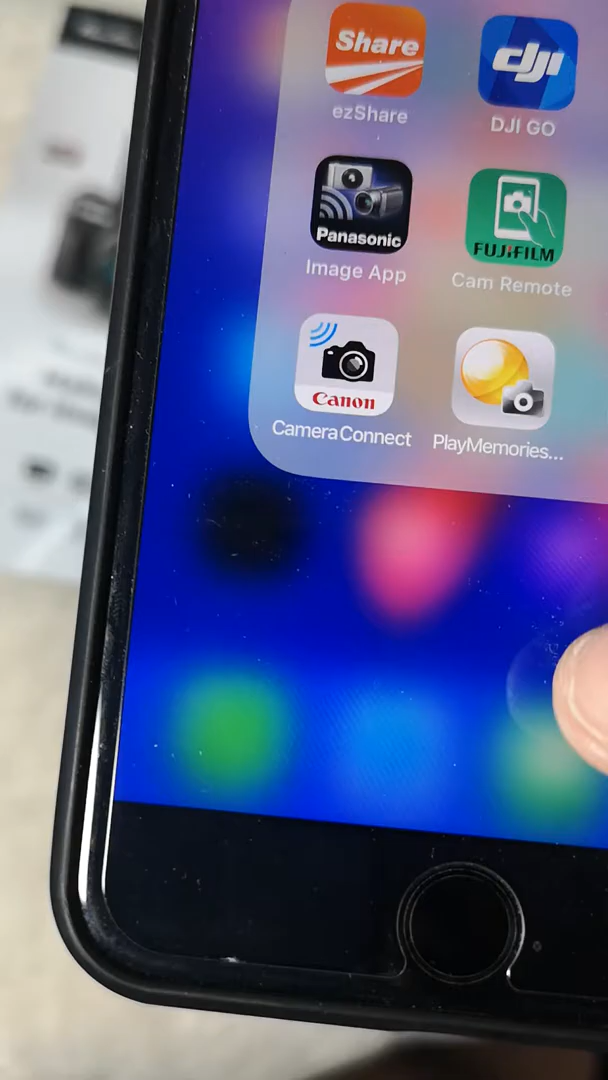 Share
ezShare
dji
DJI GO
Panasonic
Image App
FUJIFILM
Cam Remote
Canon
CameraConnect
PlayMemories...